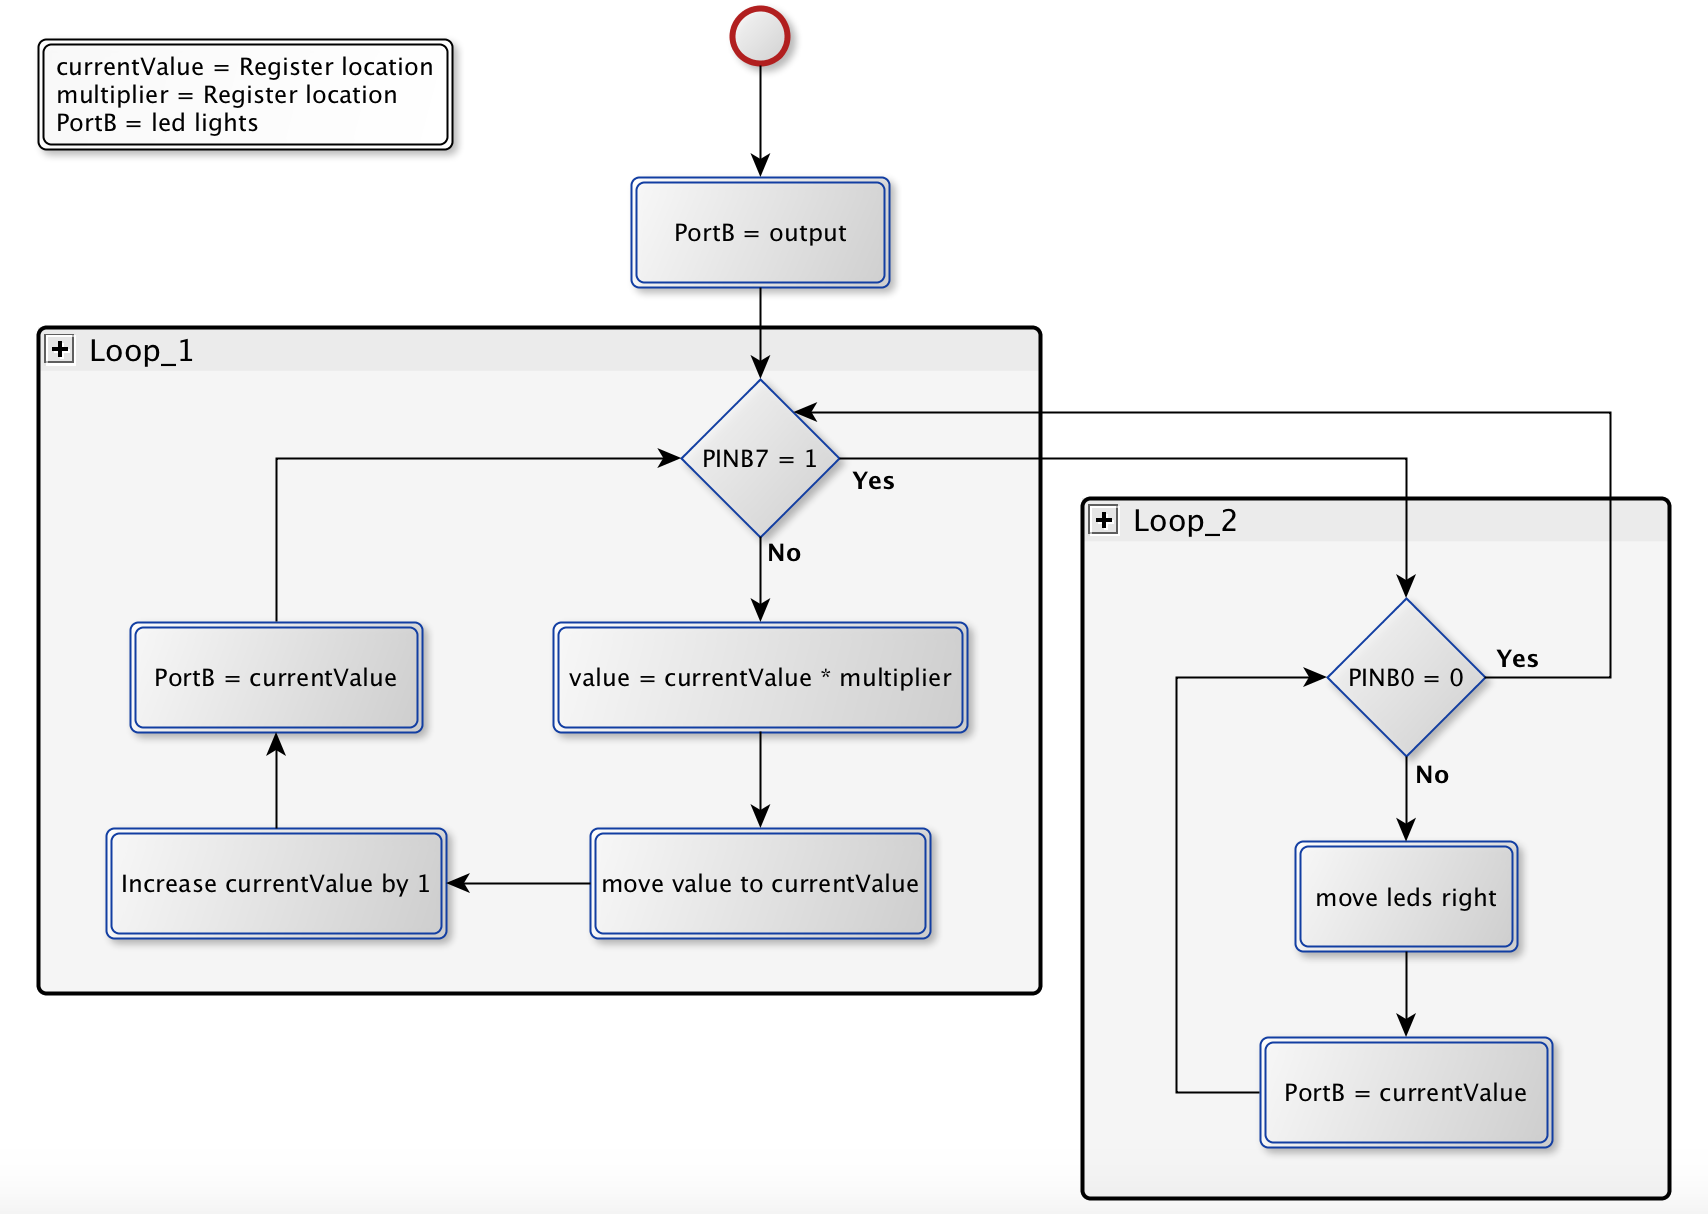 currentValue = Register location
multiplier = Register location
PortB = led lights
PortB = output
Loop_1
PINB7 = 1
Yes
No
value = currentValue * multiplier
move value to currentValue
Increase currentValue by 1
PortB = currentValue
Loop_2
PINB0 = 0
Yes
No
move leds right
PortB = currentValue